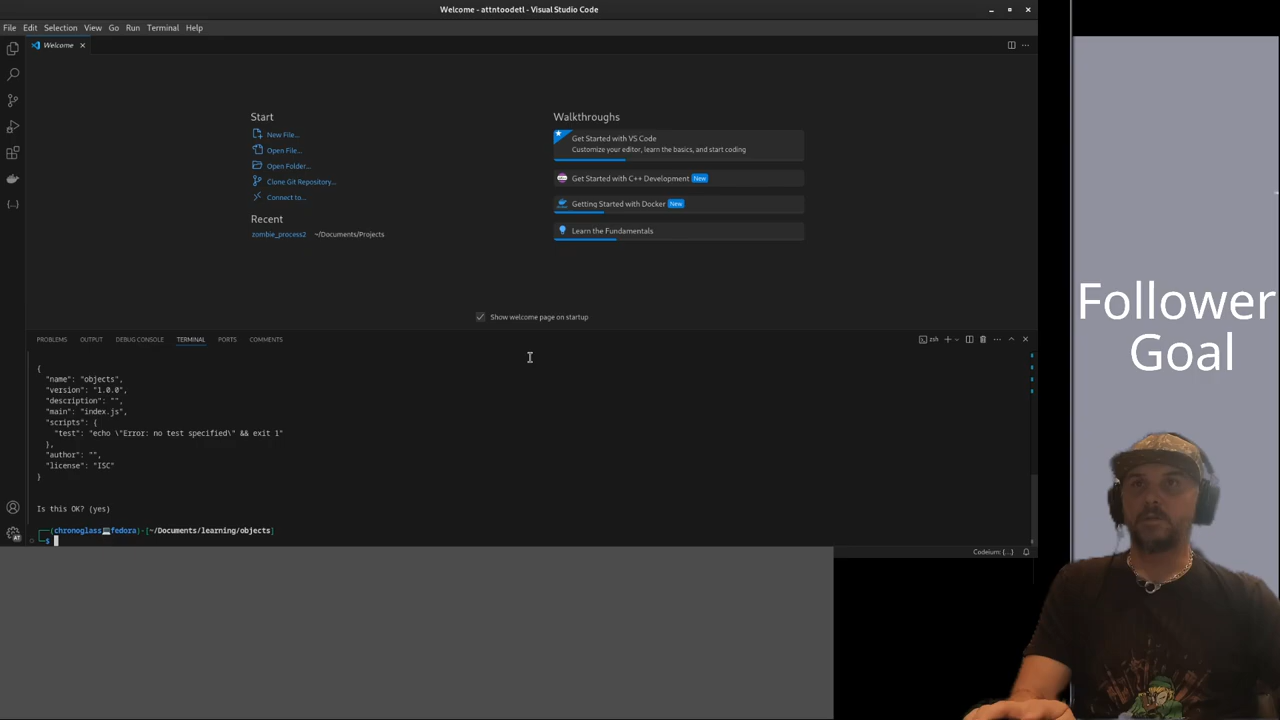 Welcome - attntoodetl - Visual Studio Code
File Edit Selection View Go Run Terminal Help
Welcome
Start
New File...
Open File...
Open Folder...
Clone Git Repository...
Connect to...
Recent
zombie_process2 ~/Documents/Projects
Walkthroughs
Get Started with VS Code
Customize your editor, learn the basics, and start coding
Get Started with C++ Development New
Getting Started with Docker New
Learn the Fundamentals
Show welcome page on startup
PROBLEMS OUTPUT DEBUG CONSOLE TERMINAL PORTS COMMENTS
zsh
{
"name": "objects",
"version": "1.0.0",
"description": "",
"main": "index.js",
"scripts": {
"test": "echo \"Error: no test specified\" && exit 1"
},
"author": "",
"license": "ISC"
}
Is this OK? (yes)
┌──(chronoglass💻fedora)-[~/Documents/learning/objects]
└─$
Codeium: {...}
Follower
Goal